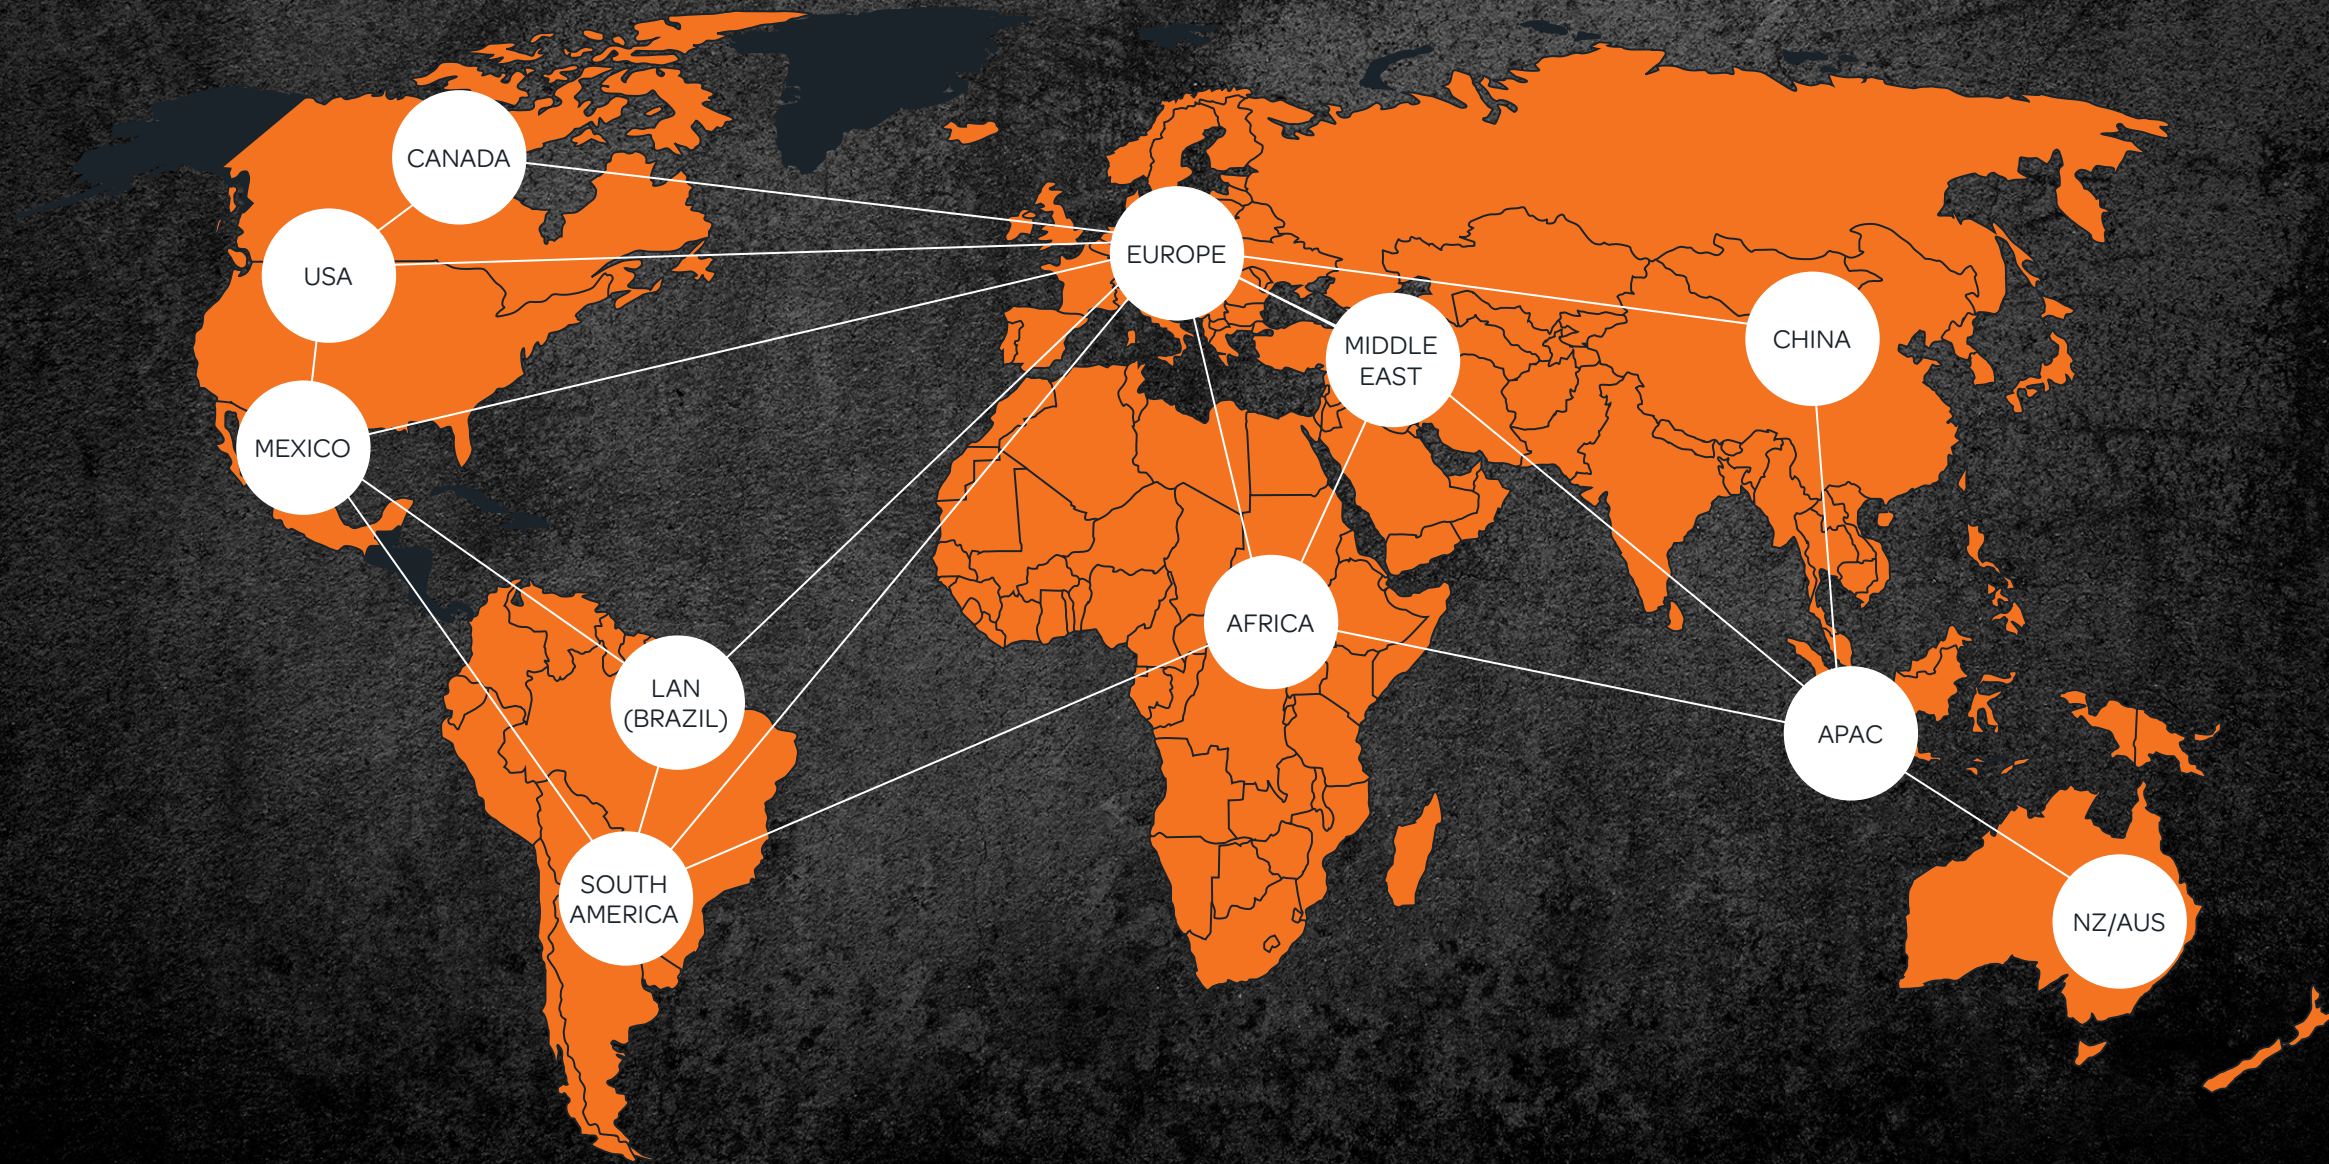 CANADA
USA
MEXICO
LAN
(BRAZIL)
SOUTH
AMERICA
EUROPE
MIDDLE
EAST
AFRICA
CHINA
APAC
NZ/AUS